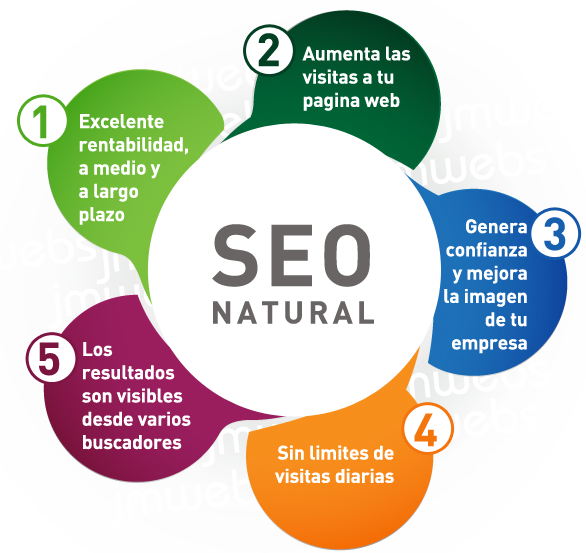 SEO
NATURAL
1
Excelente
rentabilidad,
a medio y
a largo
plazo
2
Aumenta las
visitas a tu
pagina web
3
Genera
confianza
y mejora
la imagen
de tu
empresa
4
Sin limites de
visitas diarias
5
Los
resultados
son visibles
desde varios
buscadores